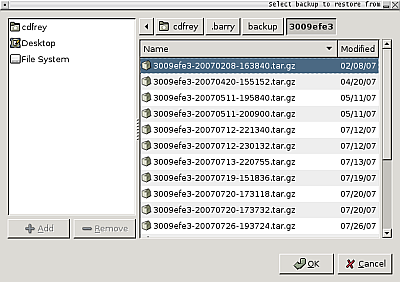 Select backup to restore from
cdfrey
Desktop
File System
Add
Remove
cdfrey .barry backup 3009efe3
Name Modified
3009efe3-20070208-163840.tar.gz 02/08/07
3009efe3-20070420-155152.tar.gz 04/20/07
3009efe3-20070511-195840.tar.gz 05/11/07
3009efe3-20070511-200900.tar.gz 05/11/07
3009efe3-20070712-221340.tar.gz 07/12/07
3009efe3-20070712-230132.tar.gz 07/12/07
3009efe3-20070713-220755.tar.gz 07/13/07
3009efe3-20070719-151836.tar.gz 07/19/07
3009efe3-20070720-173118.tar.gz 07/20/07
3009efe3-20070720-173732.tar.gz 07/20/07
3009efe3-20070726-193724.tar.gz 07/26/07
OK Cancel